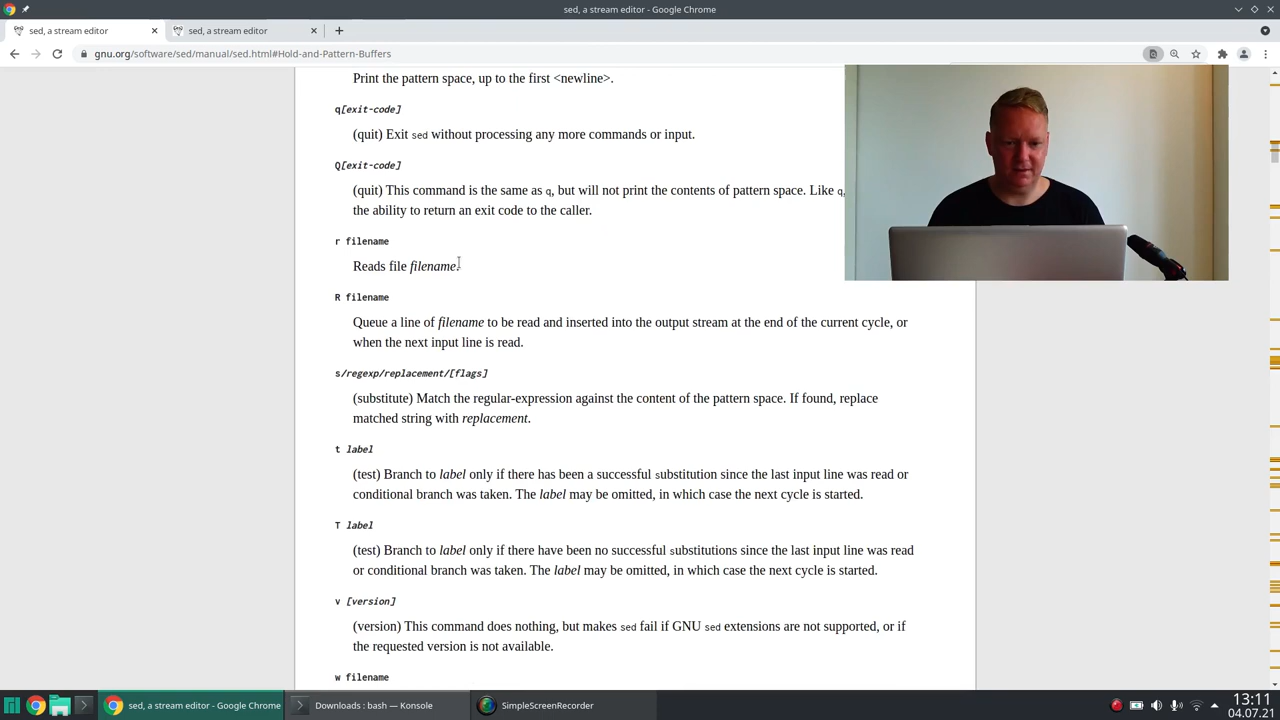 sed, a stream editor - Google Chrome
sed, a stream editor
sed, a stream editor
gnu.org/software/sed/manual/sed.html#Hold-and-Pattern-Buffers
Print the pattern space, up to the first <newline>.
q[exit-code]
(quit) Exit sed without processing any more commands or input.
Q[exit-code]
(quit) This command is the same as q, but will not print the contents of pattern space. Like q,
the ability to return an exit code to the caller.
r filename
Reads file filename.
R filename
Queue a line of filename to be read and inserted into the output stream at the end of the current cycle, or
when the next input line is read.
s/regexp/replacement/[flags]
(substitute) Match the regular-expression against the content of the pattern space. If found, replace
matched string with replacement.
t label
(test) Branch to label only if there has been a successful substitution since the last input line was read or
conditional branch was taken. The label may be omitted, in which case the next cycle is started.
T label
(test) Branch to label only if there have been no successful substitutions since the last input line was read
or conditional branch was taken. The label may be omitted, in which case the next cycle is started.
v [version]
(version) This command does nothing, but makes sed fail if GNU sed extensions are not supported, or if
the requested version is not available.
w filename
sed, a stream editor - Google Chrome
Downloads : bash — Konsole
SimpleScreenRecorder
13:11
04.07.21